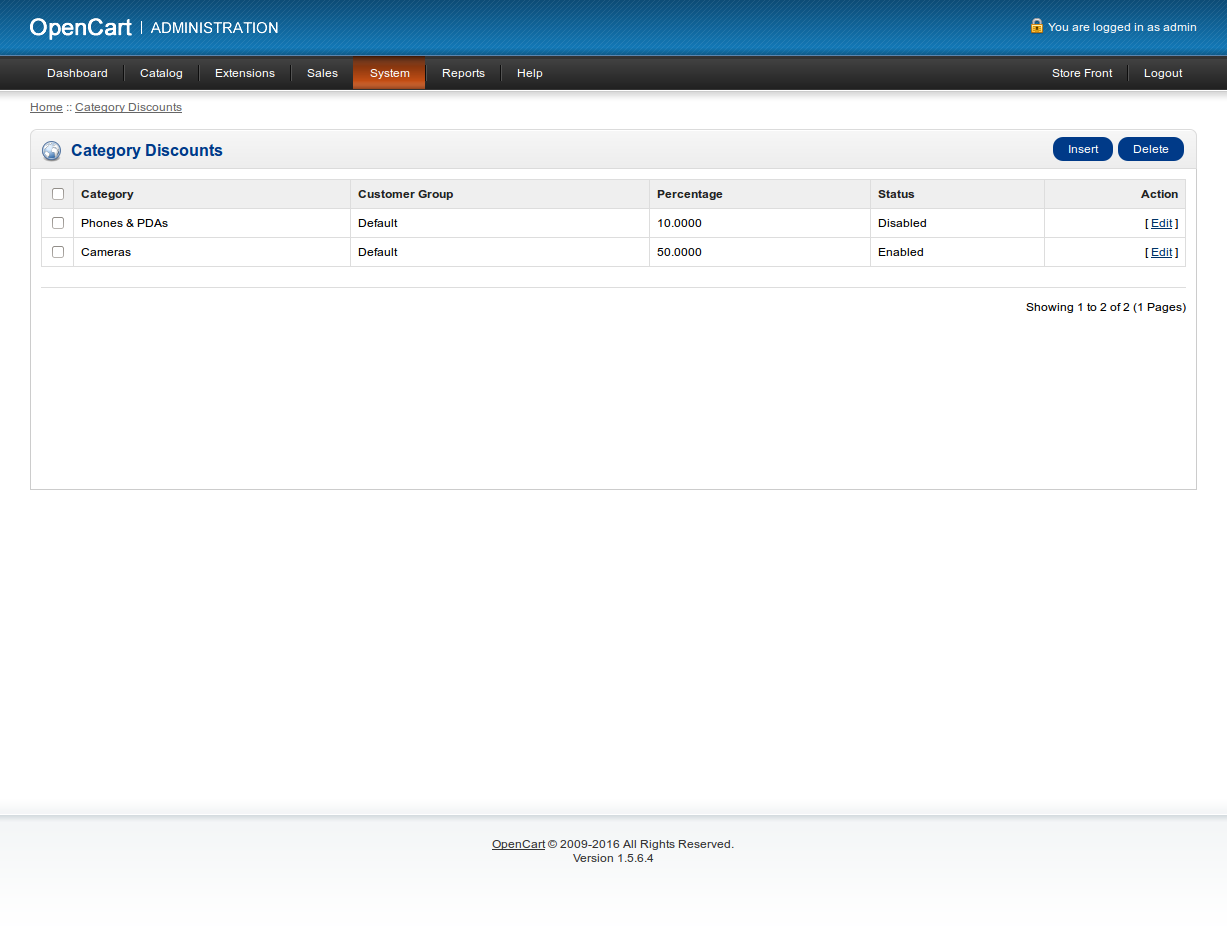 OpenCart | ADMINISTRATION
You are logged in as admin
Dashboard Catalog Extensions Sales System Reports Help Store Front Logout
Home :: Category Discounts
Category Discounts Insert Delete
Category Customer Group Percentage Status Action
Phones & PDAs Default 10.0000 Disabled [ Edit ]
Cameras Default 50.0000 Enabled [ Edit ]
Showing 1 to 2 of 2 (1 Pages)
OpenCart © 2009-2016 All Rights Reserved.
Version 1.5.6.4